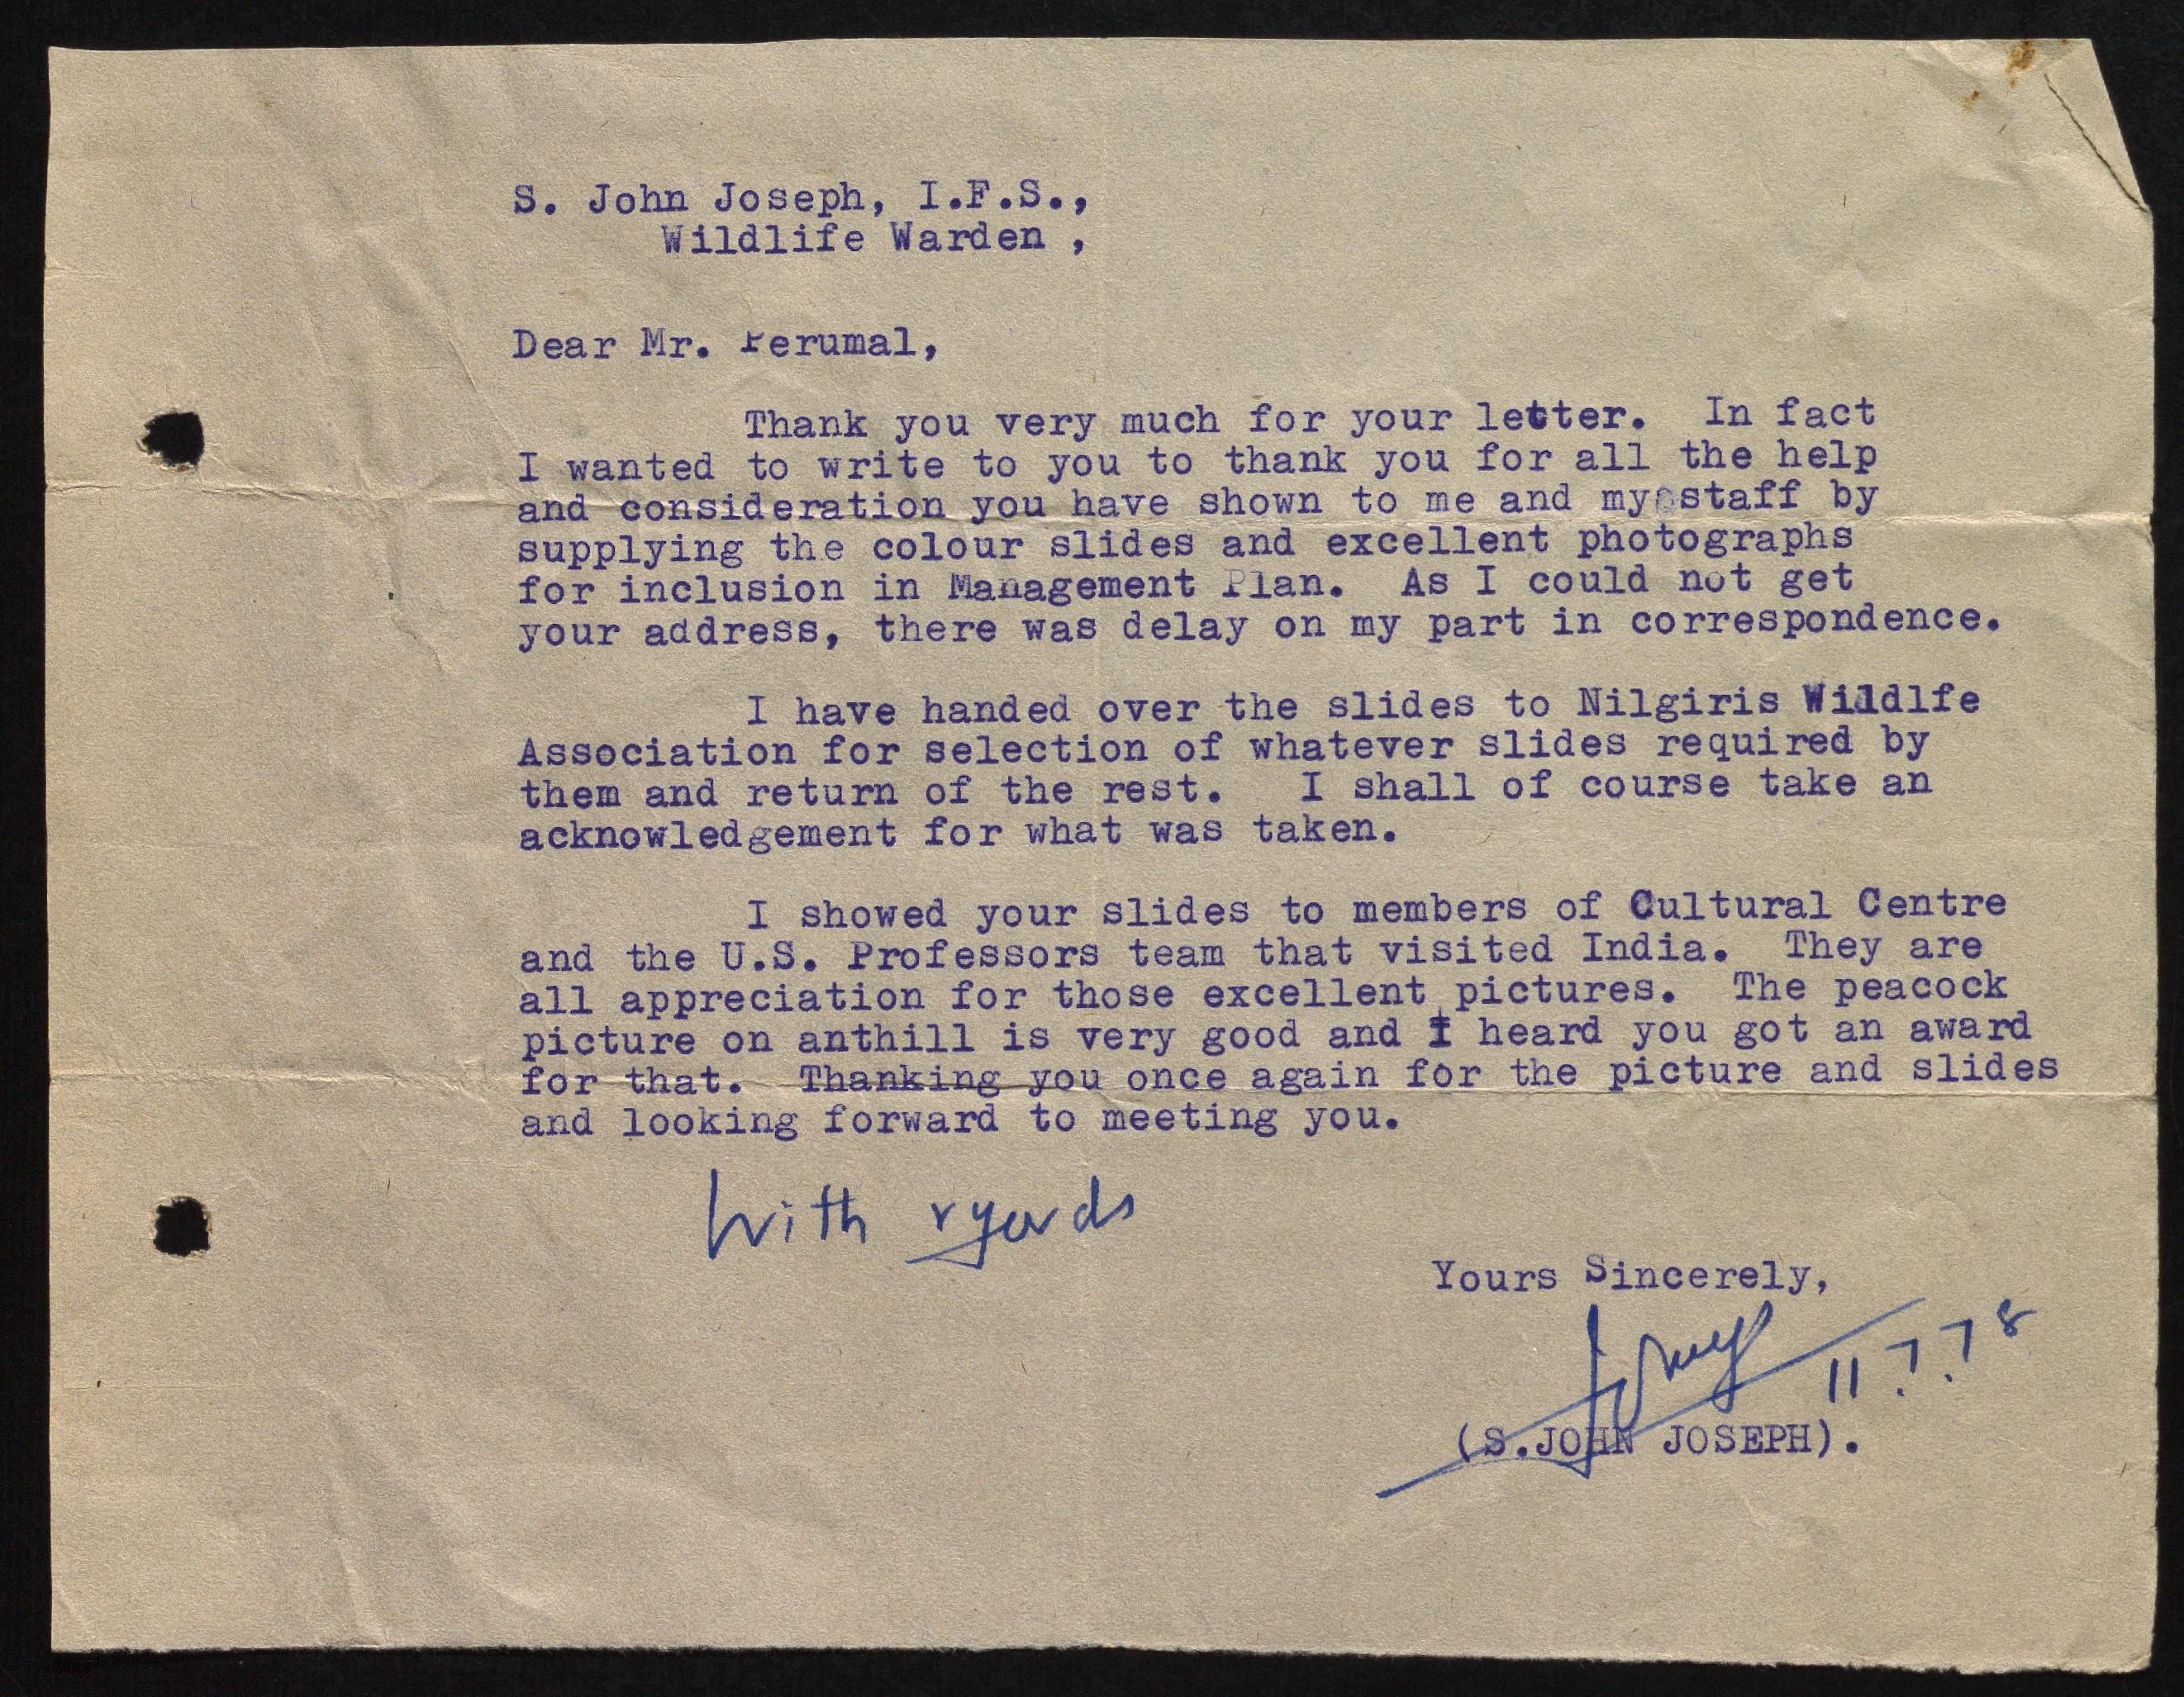 S. John Joseph, I.F.S.,
Wildlife Warden ,
Dear Mr. Perumal,
Thank you very much for your letter. In fact
I wanted to write to you to thank you for all the help
and consideration you have shown to me and my staff by
supplying the colour slides and excellent photographs
for inclusion in Management Plan. As I could not get
your address, there was delay on my part in correspondence.
I have handed over the slides to Nilgiris Wildlfe
Association for selection of whatever slides required by
them and return of the rest. I shall of course take an
acknowledgement for what was taken.
I showed your slides to members of Cultural Centre
and the U.S. Professors team that visited India. They are
all appreciation for those excellent pictures. The peacock
picture on anthill is very good and I heard you got an award
for that. Thanking you once again for the picture and slides
and looking forward to meeting you.
With regards
Yours Sincerely,
11.7.78
(S.JOHN JOSEPH).